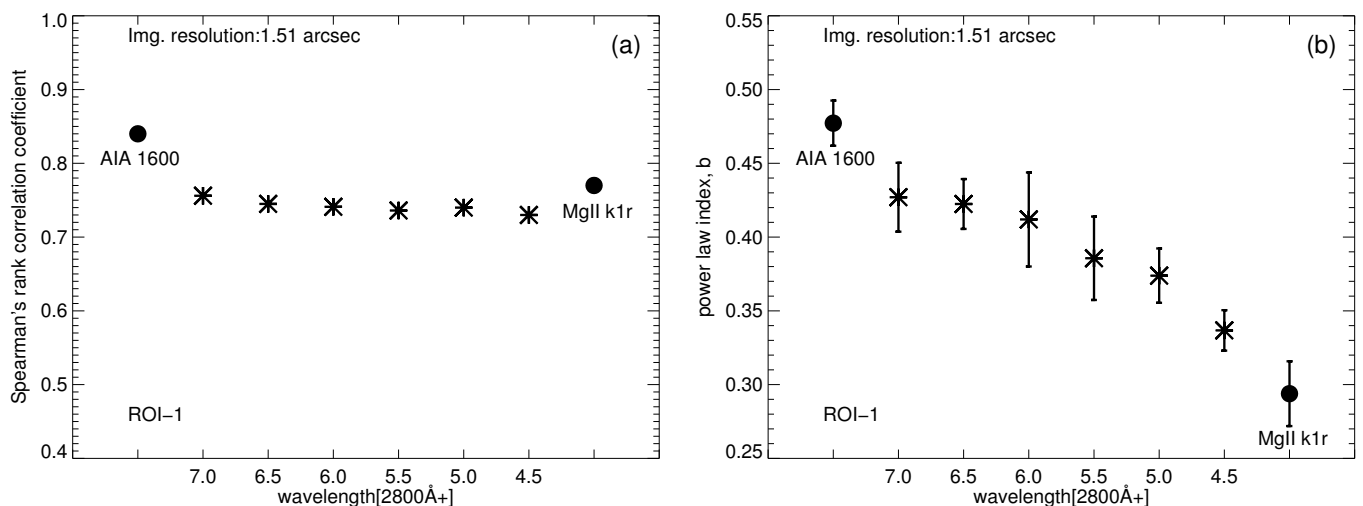 Img. resolution:1.51 arcsec
(a)
1.0
0.9
0.8
0.7
0.6
0.5
0.4
Spearman's rank correlation coefficient
AIA 1600
MgII k1r
ROI−1
7.0 6.5 6.0 5.5 5.0 4.5
wavelength[2800Å+]
Img. resolution:1.51 arcsec
(b)
0.55
0.50
0.45
0.40
0.35
0.30
0.25
power law index, b
AIA 1600
MgII k1r
ROI−1
7.0 6.5 6.0 5.5 5.0 4.5
wavelength[2800Å+]